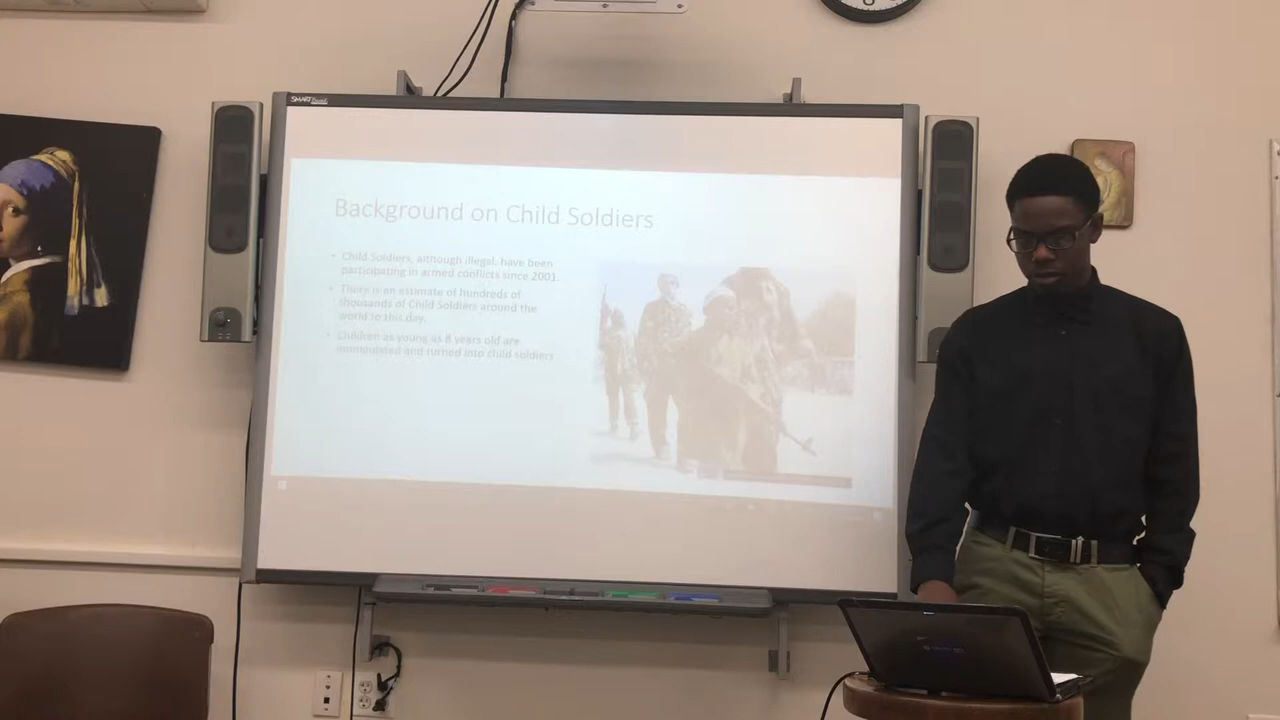 SMART Board
Background on Child Soldiers
Child Soldiers, although illegal, have been
participating in armed conflicts since 2001.
There is an estimate of hundreds of
thousands of Child Soldiers around the
world to this day.
Children as young as 8 years old are
and turned into child soldiers